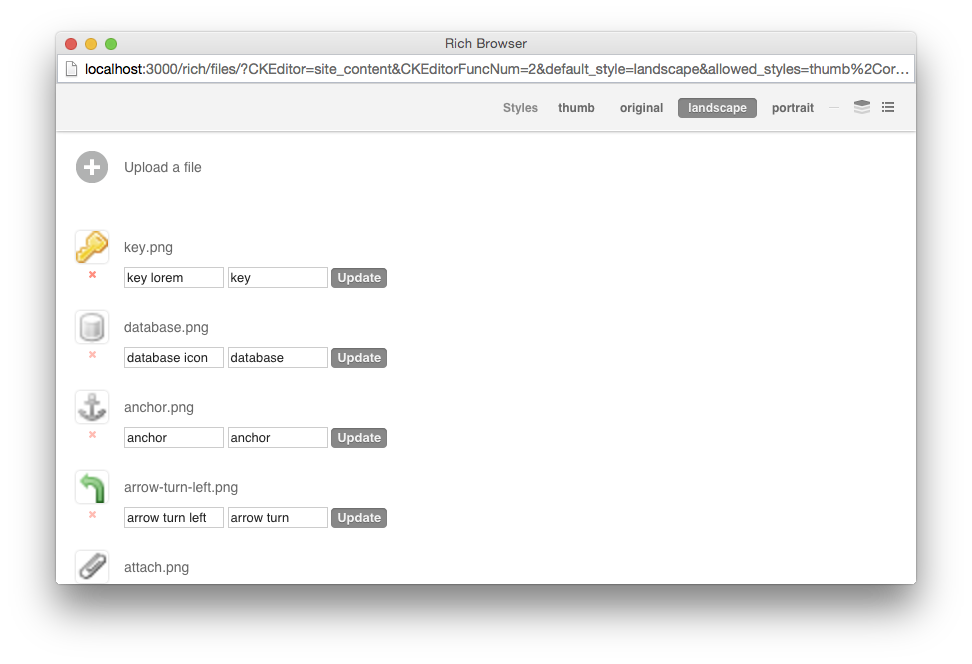 Rich Browser
localhost:3000/rich/files/?CKEditor=site_content&CKEditorFuncNum=2&default_style=landscape&allowed_styles=thumb%2Cor…
Styles thumb original landscape portrait
Upload a file
key.png
key lorem key Update
database.png
database icon database Update
anchor.png
anchor anchor Update
arrow-turn-left.png
arrow turn left arrow turn Update
attach.png